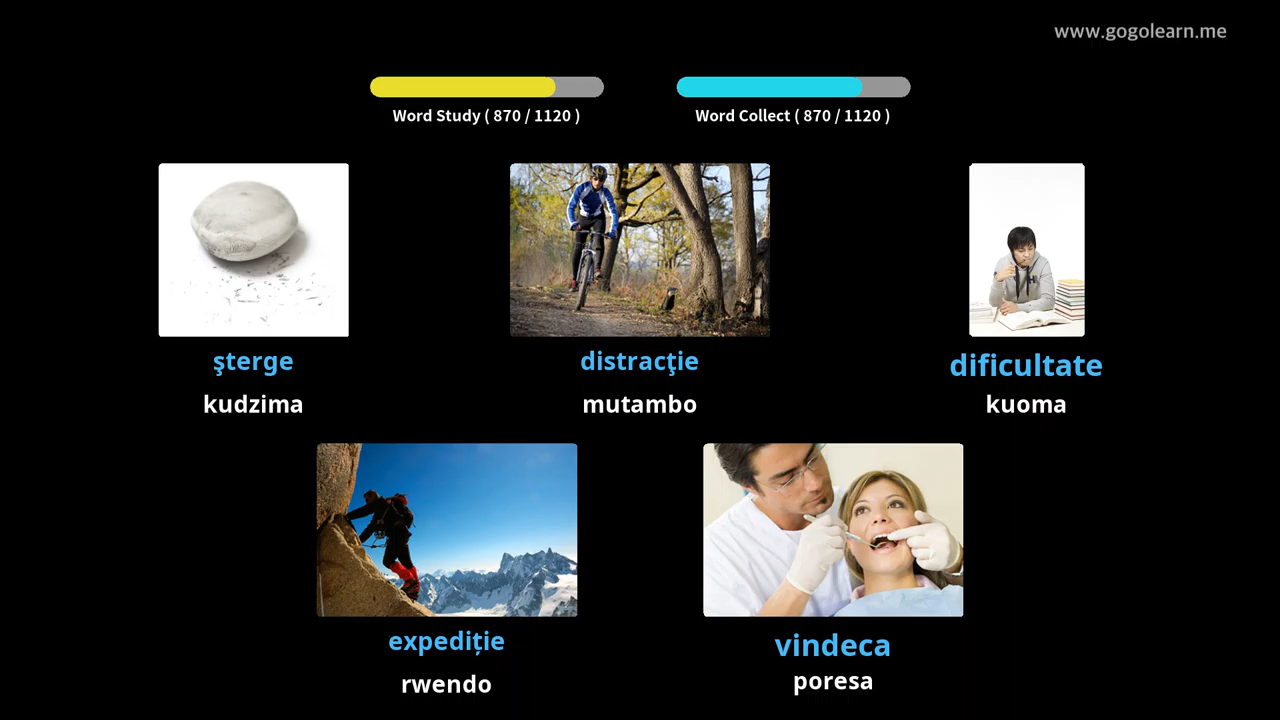 www.gogolearn.me
Word Study ( 870 / 1120 )
Word Collect ( 870 / 1120 )
şterge
distracţie
dificultate
kudzima
mutambo
kuoma
expediție
vindeca
rwendo
poresa